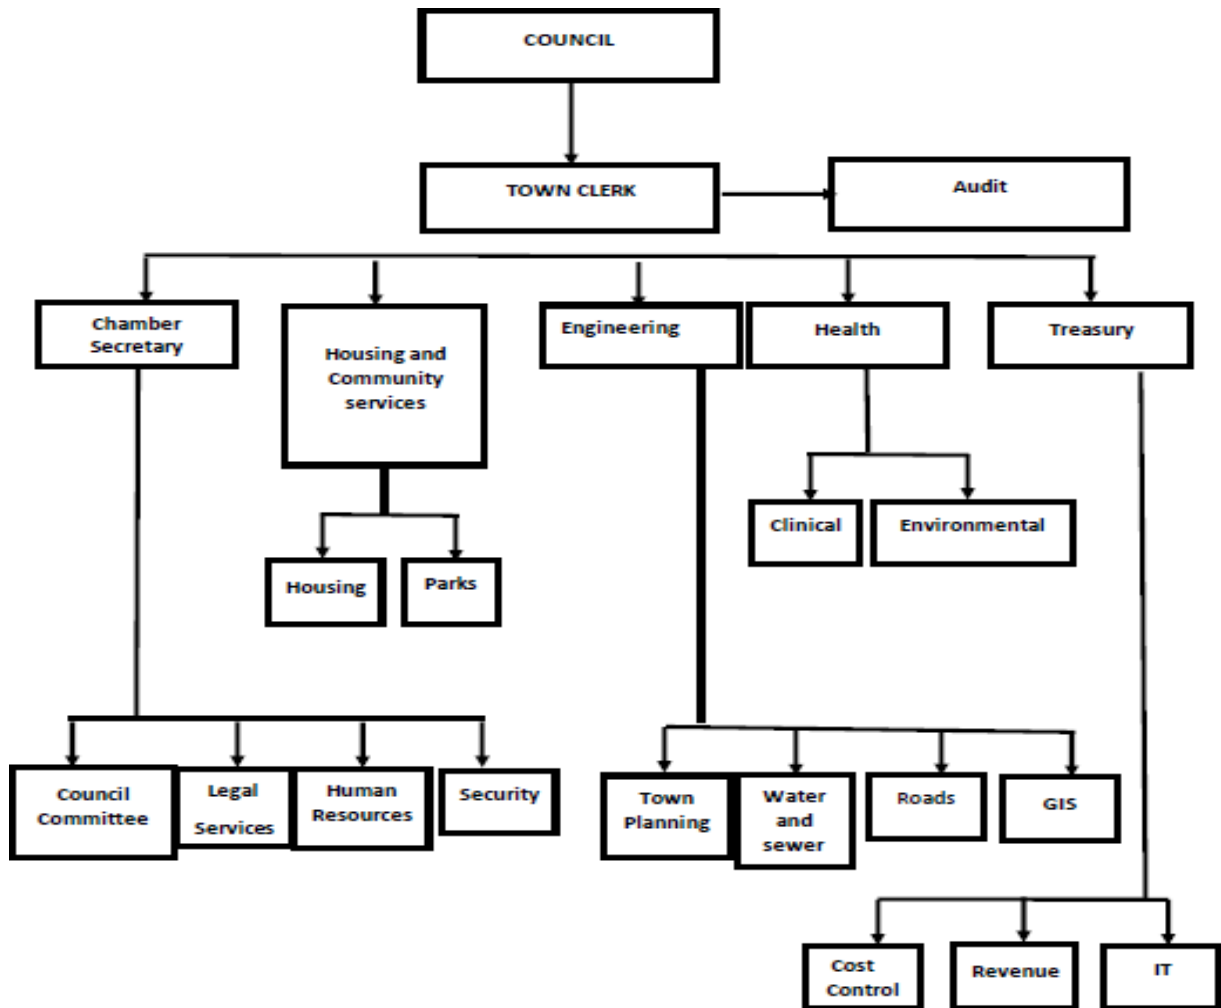 COUNCIL
TOWN CLERK
Audit
Chamber
Secretary
Housing and
Community
services
Engineering
Health
Treasury
Clinical
Environmental
Housing
Parks
Council
Committee
Legal
Services
Human
Resources
Security
Town
Planning
Water
and
sewer
Roads
GIS
Cost
Control
Revenue
IT